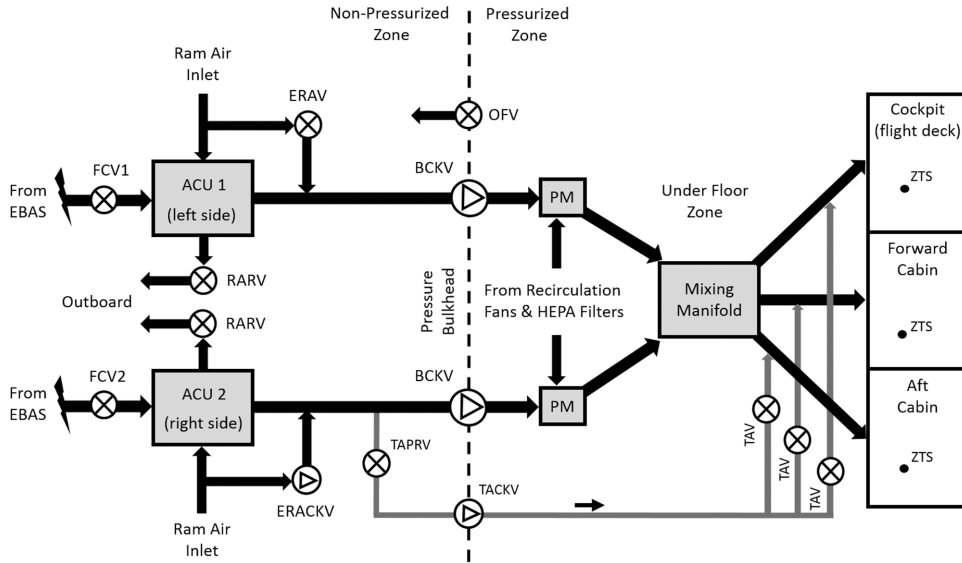 Non-Pressurized
Zone
Pressurized
Zone
Ram Air
Inlet
ERAV
OFV
Cockpit
(flight deck)
ZTS
FCV1
From
EBAS
ACU 1
(left side)
BCKV
PM
Under Floor
Zone
RARV
Outboard
RARV
Pressure
Bulkhead
From Recirculation
Fans & HEPA Filters
Mixing
Manifold
Forward
Cabin
ZTS
FCV2
From
EBAS
ACU 2
(right side)
BCKV
PM
Aft
Cabin
ZTS
TAPRV
TAV
TAV
TAV
TACKV
ERACKV
Ram Air
Inlet